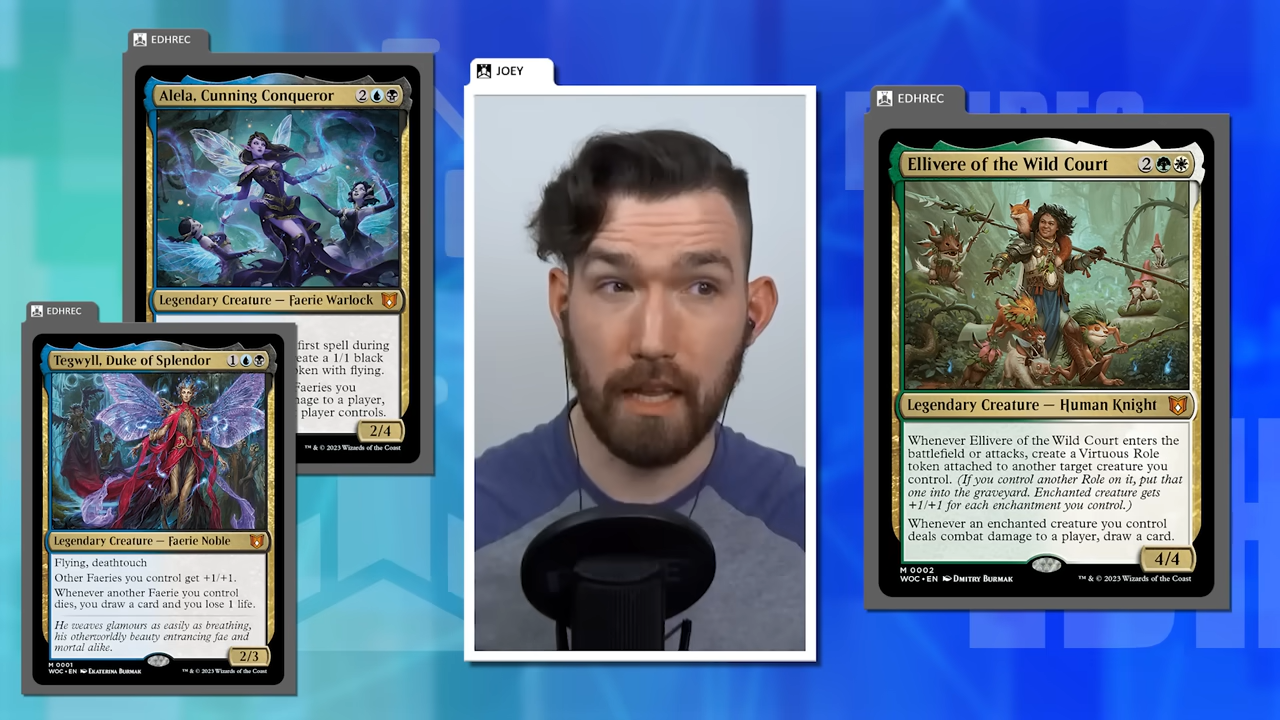 EDHREC
Alela, Cunning Conqueror 2
Legendary Creature — Faerie Warlock
first spell during
eate a 1/1 black
ken with flying.
Faeries you
age to a player,
player controls.
2/4
™ & © 2023 Wizards of the Coast
EDHREC
Tegwyll, Duke of Splendor 1
Legendary Creature — Faerie Noble
Flying, deathtouch
Other Faeries you control get +1/+1.
Whenever another Faerie you control
dies, you draw a card and you lose 1 life.
He weaves glamours as easily as breathing,
his otherworldly beauty entrancing fae and
mortal alike.
2/3
M 0001
WOC • EN EKATERINA BURMAK
™ & © 2023 Wizards of the Coast
JOEY
EDHREC
Ellivere of the Wild Court 2
Legendary Creature — Human Knight
Whenever Ellivere of the Wild Court enters the
battlefield or attacks, create a Virtuous Role
token attached to another target creature you
control. (If you control another Role on it, put that
one into the graveyard. Enchanted creature gets
+1/+1 for each enchantment you control.)
Whenever an enchanted creature you control
deals combat damage to a player, draw a card.
4/4
M 0002
WOC • EN DMITRY BURMAK
™ & © 2023 Wizards of the Coast